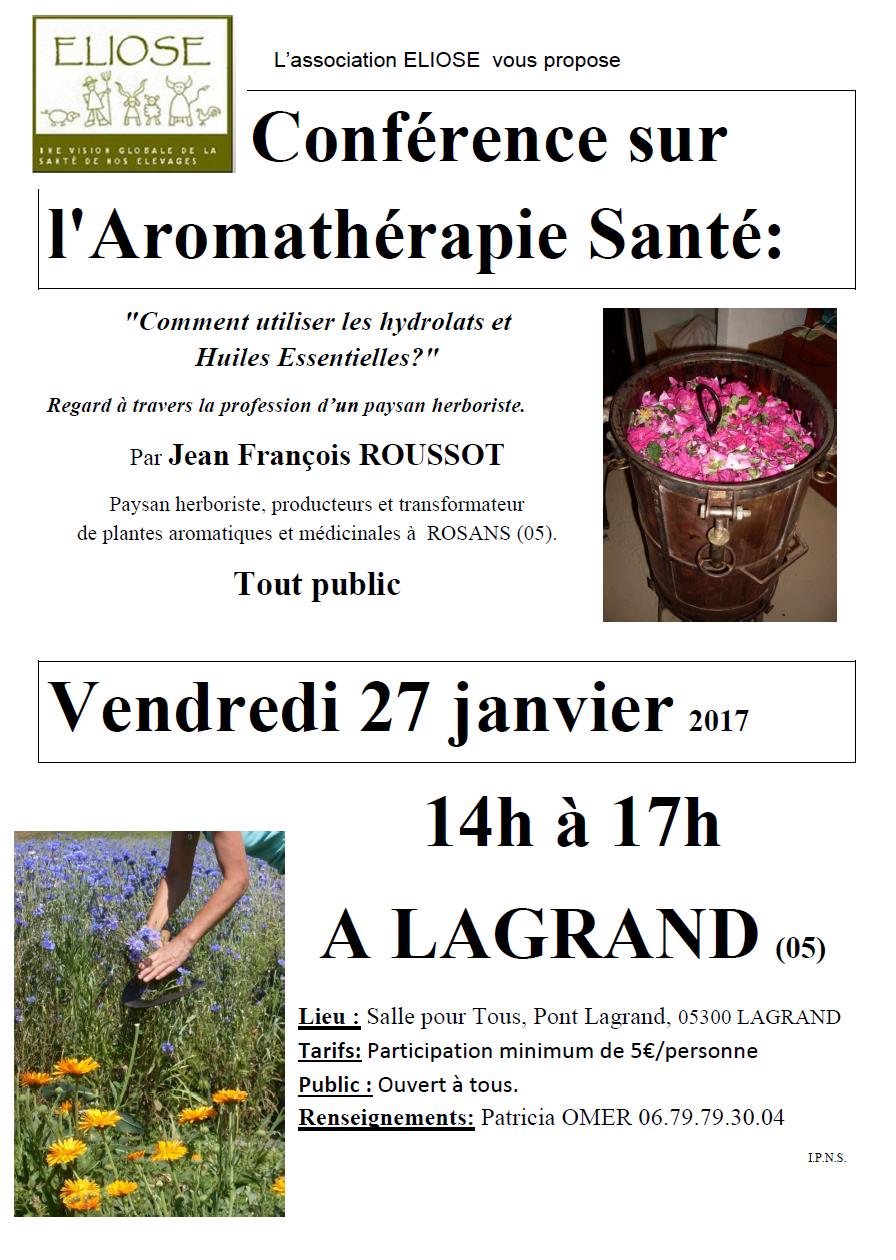 ELIOSE
UNE VISION GLOBALE DE LA
SANTÉ DE NOS ELEVAGES
L'association ELIOSE vous propose
Conférence sur
l'Aromathérapie Santé:
"Comment utiliser les hydrolats et
Huiles Essentielles?"
Regard à travers la profession d'un paysan herboriste.
Par Jean François ROUSSOT
Paysan herboriste, producteurs et transformateur
de plantes aromatiques et médicinales à ROSANS (05).
Tout public
Vendredi 27 janvier 2017
14h à 17h
A LAGRAND (05)
Lieu : Salle pour Tous, Pont Lagrand, 05300 LAGRAND
Tarifs: Participation minimum de 5€/personne
Public : Ouvert à tous.
Renseignements: Patricia OMER 06.79.79.30.04
I.P.N.S.